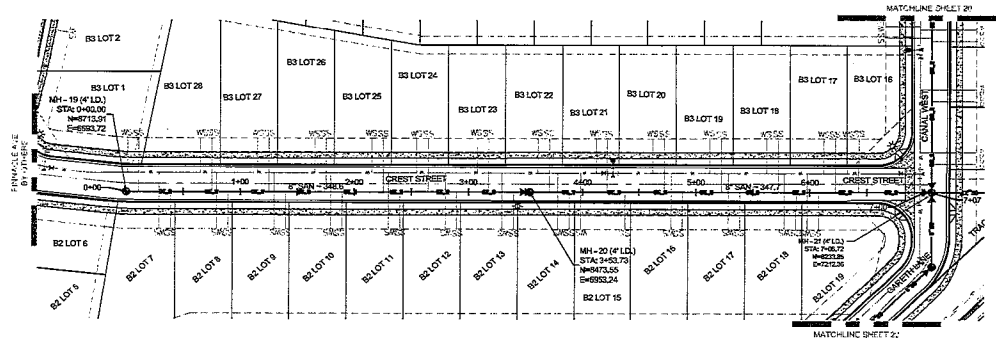 MATCHLINE SHEET 20
B3 LOT 2
B3 LOT 1
B3 LOT 28
B3 LOT 27
B3 LOT 26
B3 LOT 25
B3 LOT 24
B3 LOT 23
B3 LOT 22
B3 LOT 21
B3 LOT 20
B3 LOT 19
B3 LOT 18
B3 LOT 17
B3 LOT 16
CANAL WEST
MH - 19 (4' I.D.)
STA: 0+00.00
N=8713.91
E=6693.72
PINNACLE AVE
BY OTHERS
CREST STREET
CREST STREET
0+00
1+00
2+00
3+00
4+00
5+00
6+00
7+07
8" SAN - 348.6
8" SAN - 347.7
MH - 20 (4' I.D.)
STA: 3+53.73
N=8473.55
E=6953.24
MH - 21 (4' I.D.)
STA: 7+06.72
E=7212.36
B2 LOT 6
B2 LOT 5
B2 LOT 7
B2 LOT 8
B2 LOT 9
B2 LOT 10
B2 LOT 11
B2 LOT 12
B2 LOT 13
B2 LOT 14
B2 LOT 15
B2 LOT 16
B2 LOT 17
B2 LOT 18
B2 LOT 19
GARETH LANE